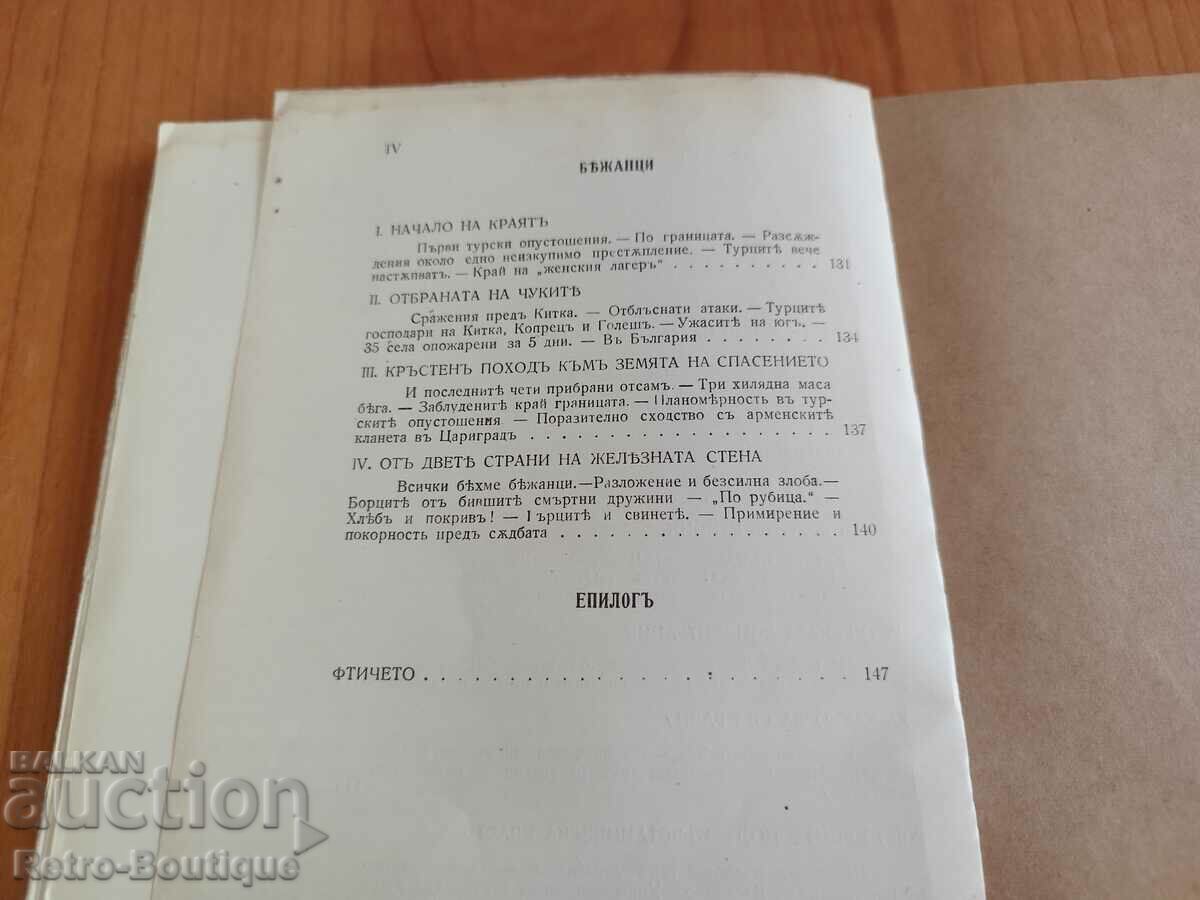 IV
БѢЖАНЦИ
I. НАЧАЛО НА КРАЯТЪ
Първи турски опустошения. — По границата. — Разсѫж-
дения около едно неизкупимо престѫпление. — Турцитѣ вече
настѫпватъ. — Край на „женския лагеръ“ . . . . . . . . . . 131
II. ОТБРАНАТА НА ЧУКИТѢ
Сражения предъ Китка. — Отблъснати атаки. — Турцитѣ
господари на Китка, Копрец и Голешъ. — Ужаситѣ на югъ. —
35 села опожарени за 5 дни. — Въ България . . . . . . . . 134
III. КРЪСТЕНЪ ПОХОДЪ КЪМЪ ЗЕМЯТА НА СПАСЕНИЕТО
И последнитѣ чети прибрани отсамъ. — Три хилядна маса
бѣга. — Заблуденитѣ край границата. — Планомѣрность въ тур-
скитѣ опустошения — Поразително сходство съ арменскитѣ
кланета въ Цариградъ . . . . . . . . . . . . . . . . . . 137
IV. ОТЪ ДВЕТѢ СТРАНИ НА ЖЕЛѢЗНАТА СТЕНА
Всички бѣхме бѣжанци.—Разложение и безсилна злоба.—
Борцитѣ отъ бившитѣ смъртни дружини — „По рубица.“ —
Хлѣбъ и покривъ! — Гърцитѣ и свинетѣ. — Примирение и
покорность предъ сѫдбата . . . . . . . . . . . . . . . . 140
ЕПИЛОГЪ
ФТИЧЕТО . . . . . . . . . . . . . . . . . . . . . . . . 147
BALKAN
auction
Retro-Boutique